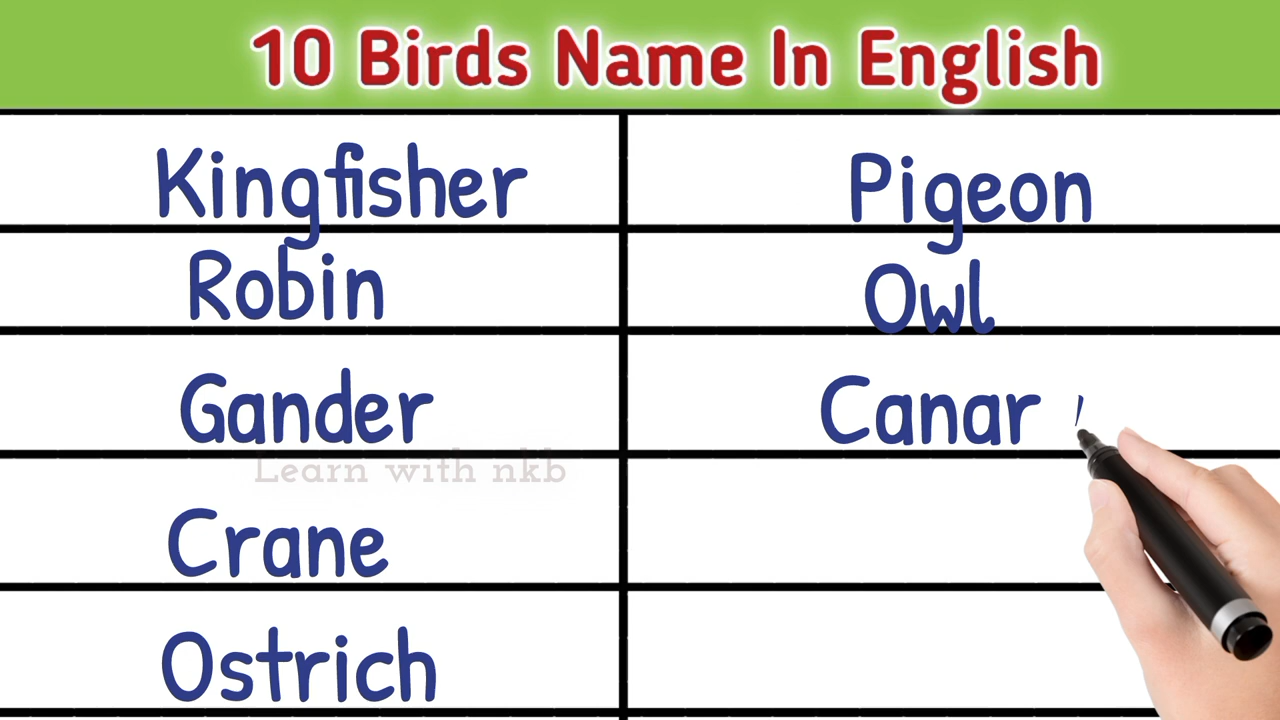 10 Birds Name In English
Kingfisher
Pigeon
Robin
Owl
Gander
Canar
Learn with nkb
Crane
Ostrich